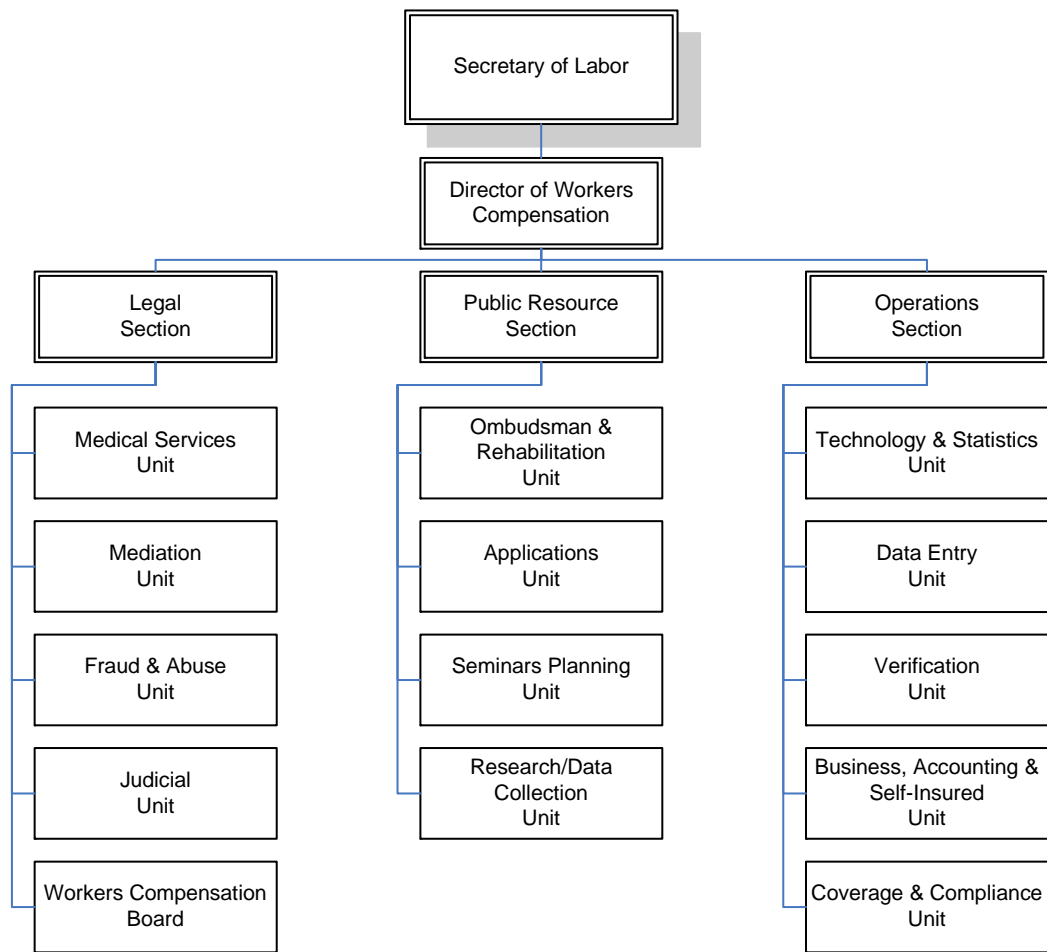 Secretary of Labor
Director of Workers
Compensation
Legal
Section
Public Resource
Section
Operations
Section
Medical Services
Unit
Mediation
Unit
Fraud & Abuse
Unit
Judicial
Unit
Workers Compensation
Board
Ombudsman &
Rehabilitation
Unit
Applications
Unit
Seminars Planning
Unit
Research/Data
Collection
Unit
Technology & Statistics
Unit
Data Entry
Unit
Verification
Unit
Business, Accounting &
Self-Insured
Unit
Coverage & Compliance
Unit